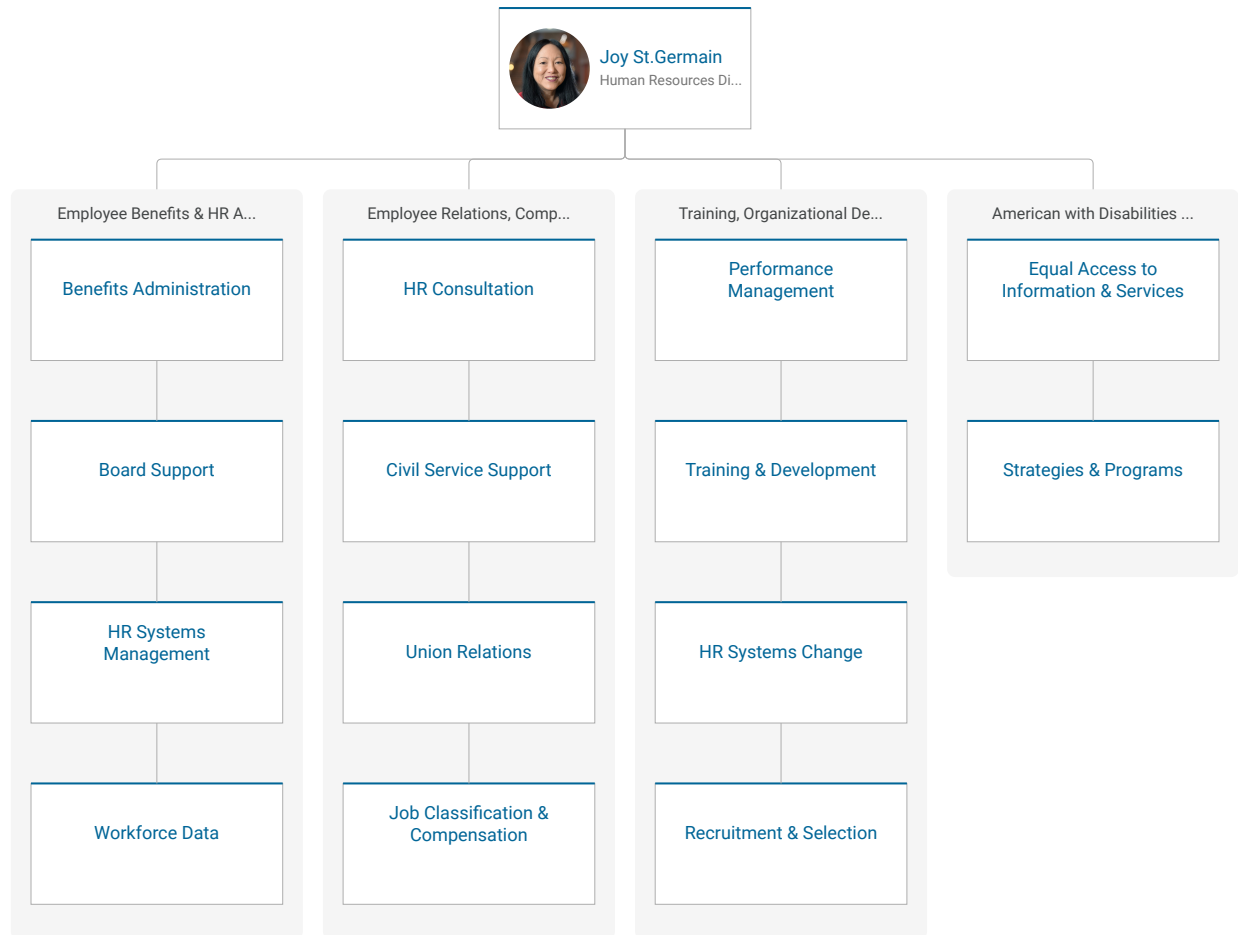 Joy St.Germain
Human Resources Di...
Employee Benefits & HR A...
Benefits Administration
Board Support
HR Systems
Management
Workforce Data
Employee Relations, Comp...
HR Consultation
Civil Service Support
Union Relations
Job Classification &
Compensation
Training, Organizational De...
Performance
Management
Training & Development
HR Systems Change
Recruitment & Selection
American with Disabilities ...
Equal Access to
Information & Services
Strategies & Programs